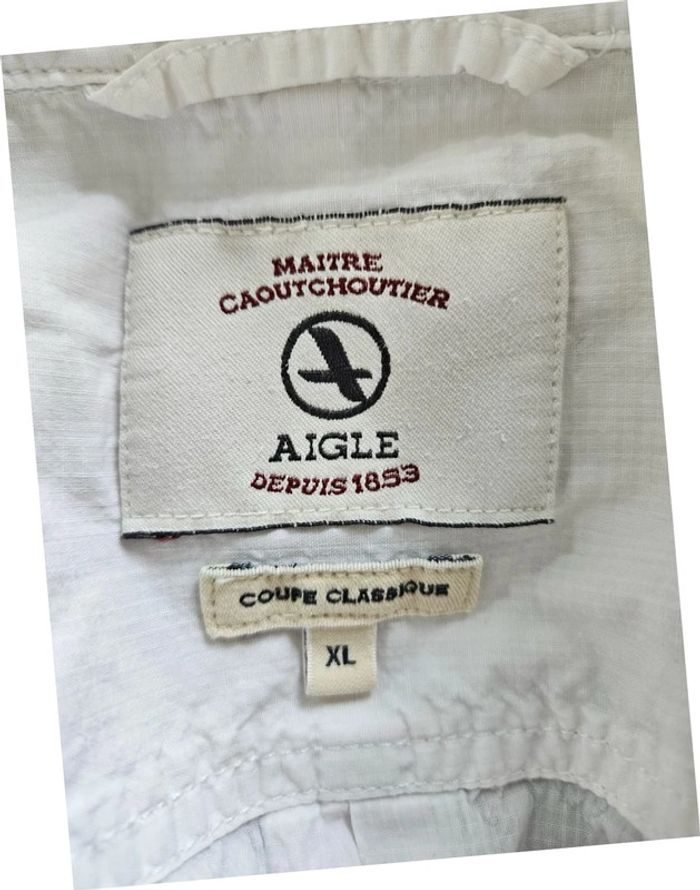 MAITRE
CAOUTCHOUTIER
AIGLE
DEPUIS 1853
COUPE CLASSIQUE
XL